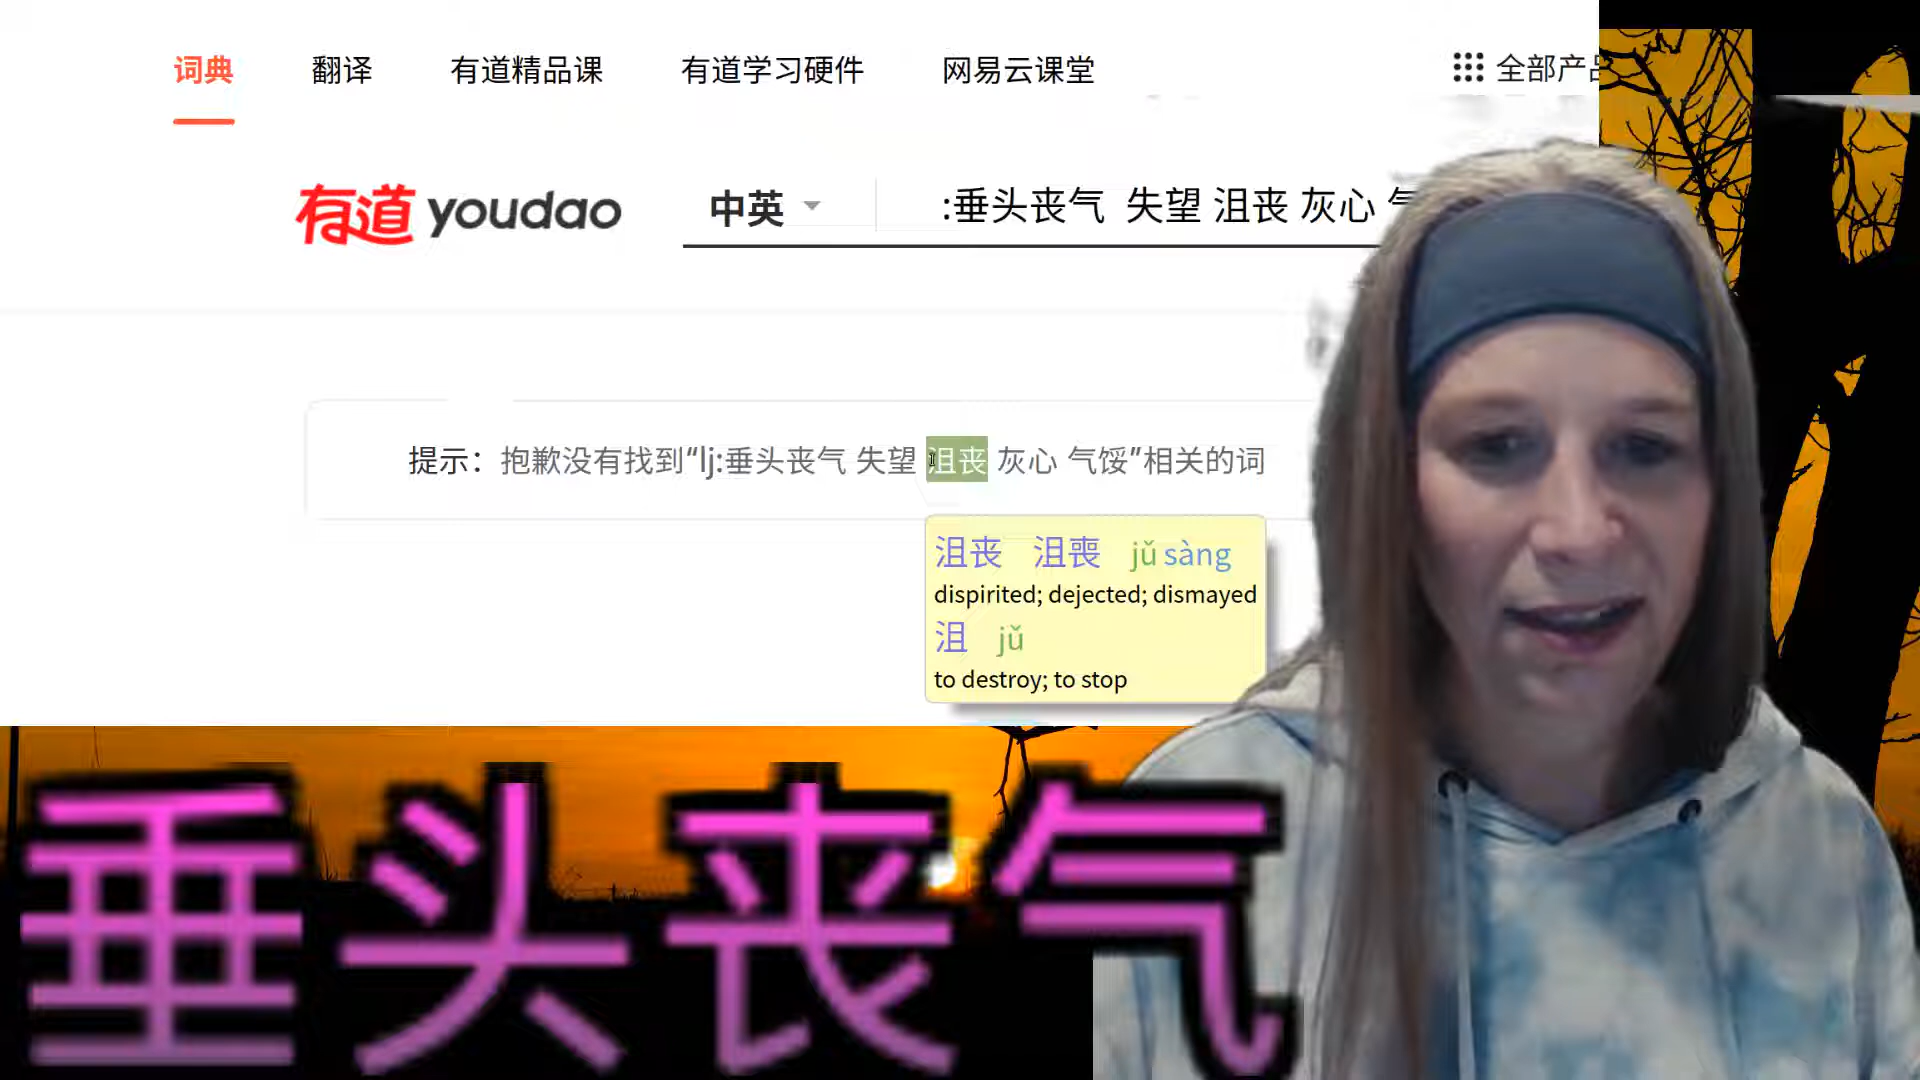 词典 翻译 有道精品课 有道学习硬件 网易云课堂 全部产品
有道 youdao 中英 :垂头丧气 失望 沮丧 灰心 气
提示：抱歉没有找到“lj:垂头丧气 失望 沮丧 灰心 气馁”相关的词
沮丧 沮喪 jǔ sàng
dispirited; dejected; dismayed
沮 jǔ
to destroy; to stop
垂头丧气